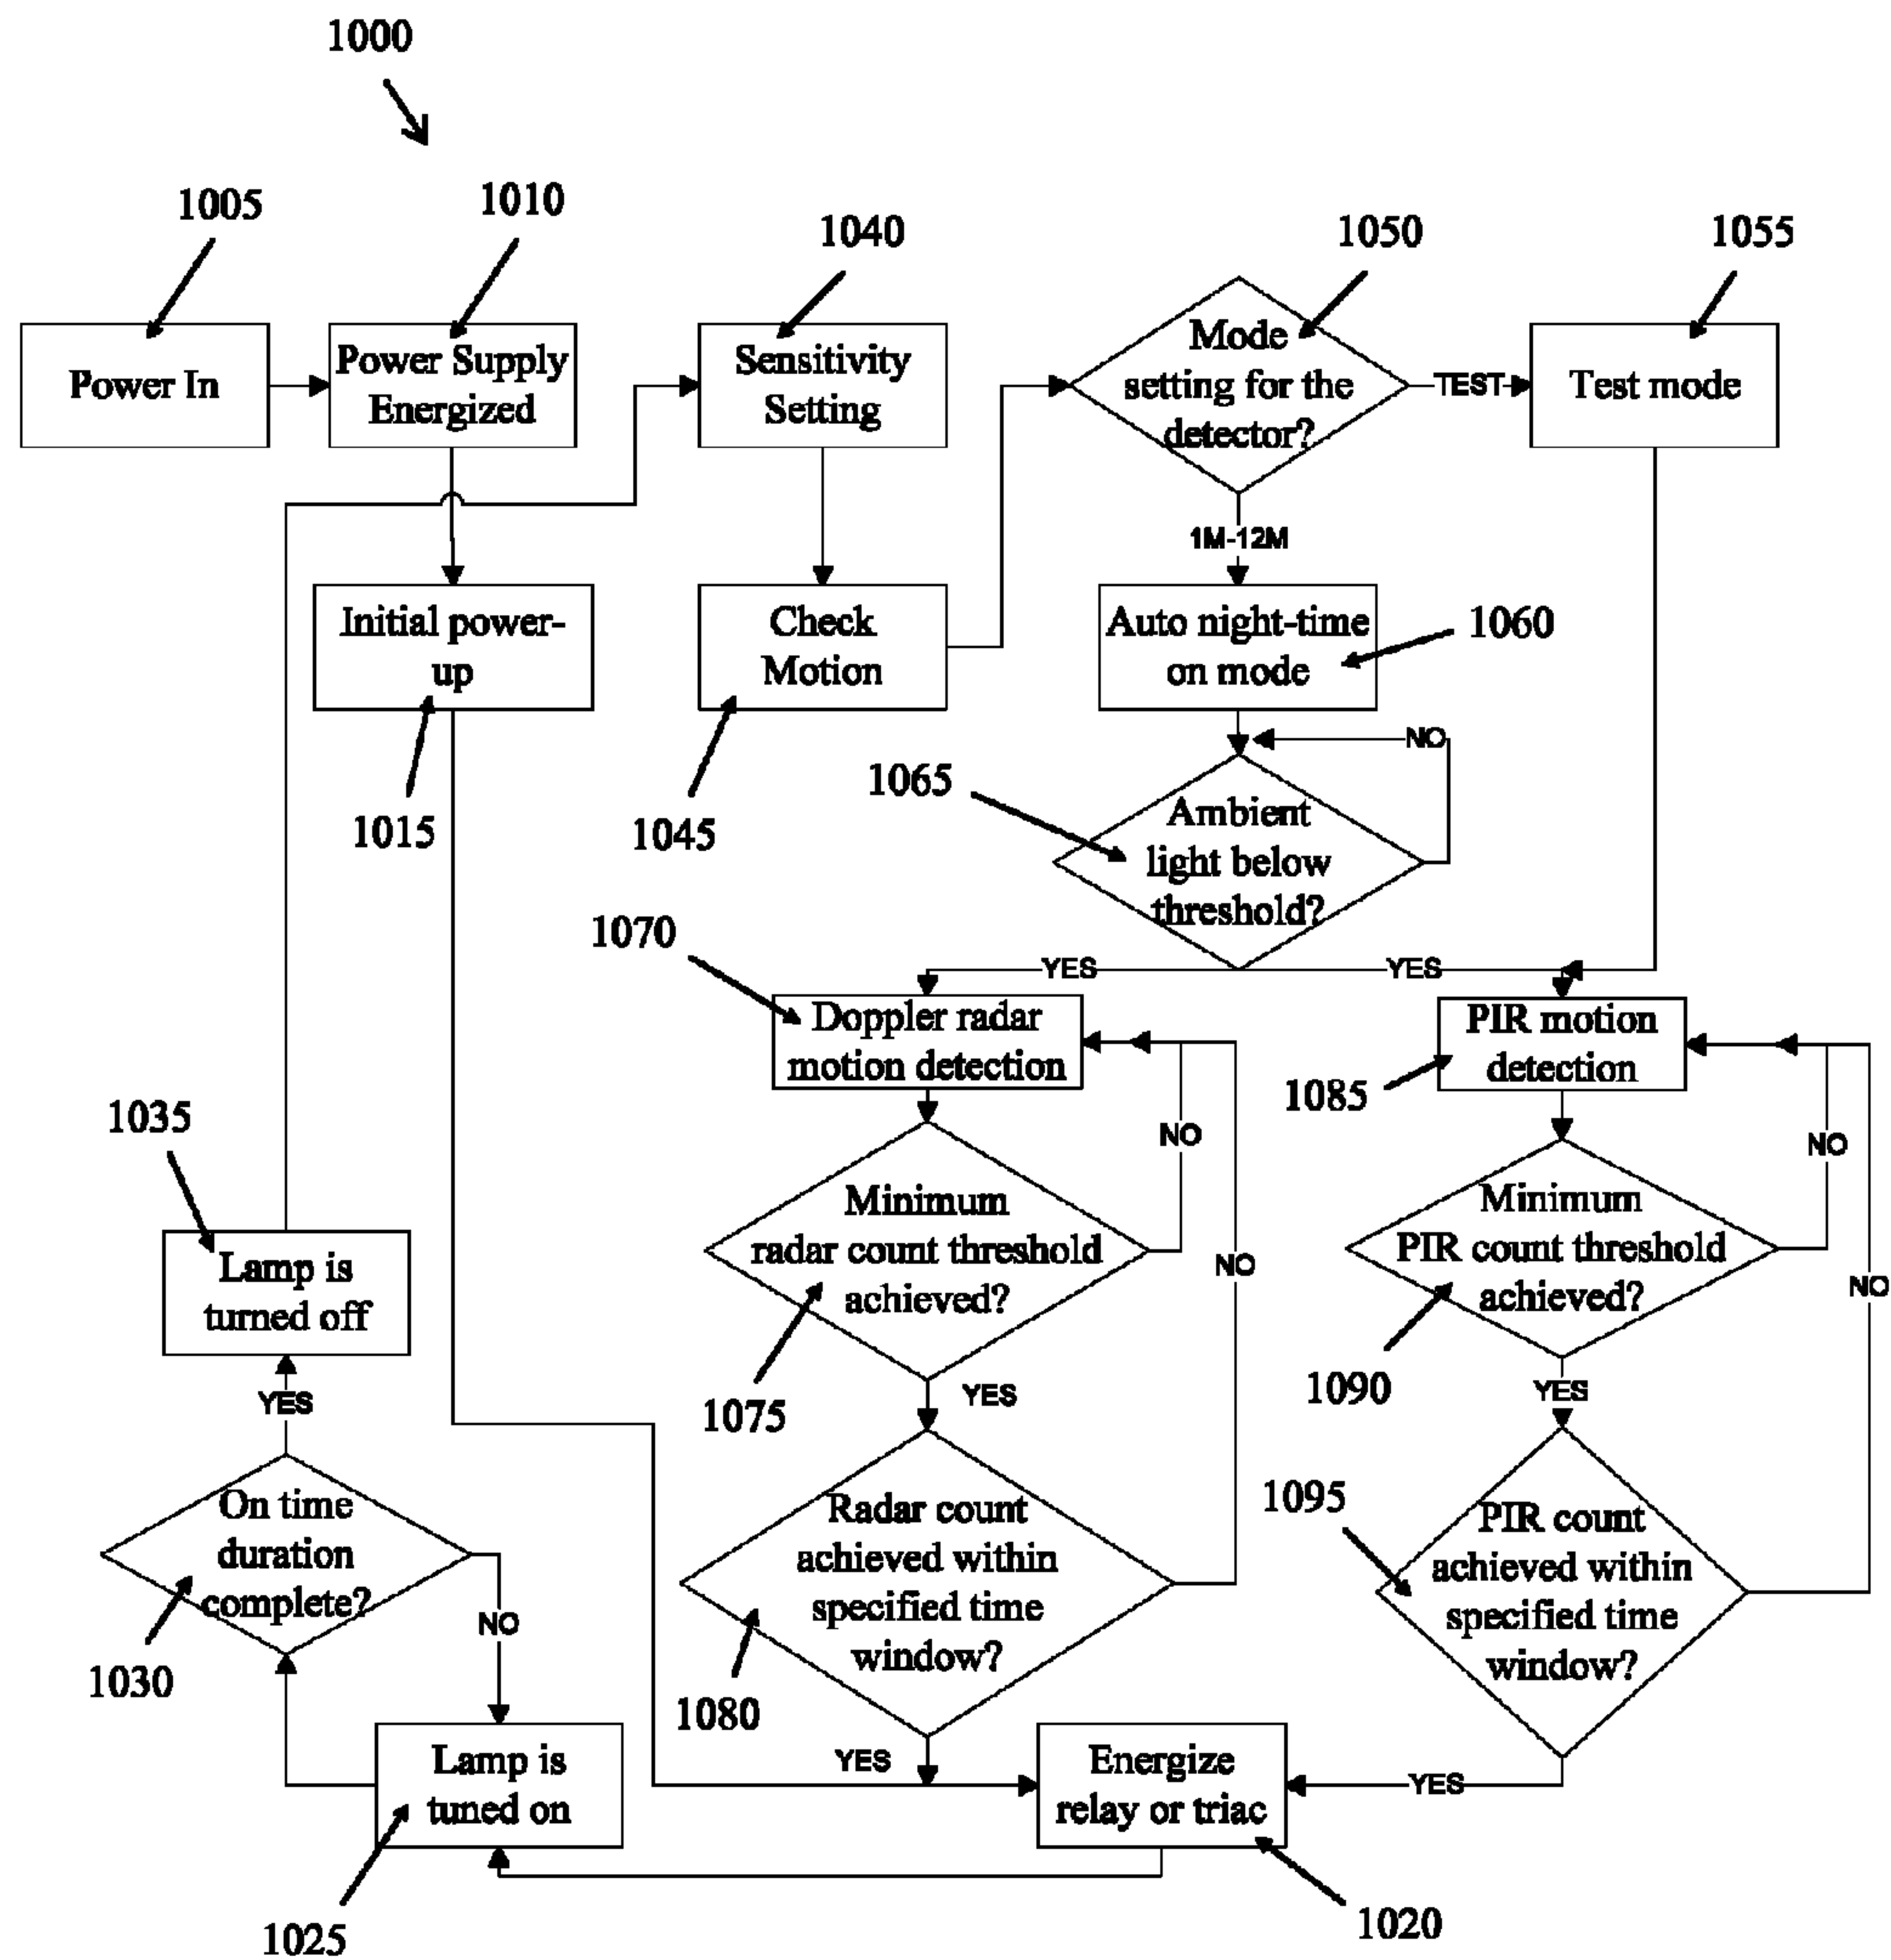 1000
1005
1010
1040
1050
1055
Power In
Power Supply
Energized
Sensitivity
Setting
Mode
setting for the
detector?
TEST
Test mode
1M-12M
Initial power-
up
Check
Motion
Auto night-time
on mode
1060
1015
1045
NO
1065
Ambient
light below
threshold?
1070
YES
YES
Doppler radar
motion detection
PIR motion
detection
1085
1035
NO
NO
Minimum
radar count threshold
achieved?
Minimum
PIR count threshold
achieved?
NO
NO
Lamp is
turned off
1075
YES
1090
YES
YES
On time
duration
complete?
1030
NO
Radar count
achieved within
specified time
window?
1080
1095
PIR count
achieved within
specified time
window?
YES
YES
Lamp is
tuned on
Energize
relay or triac
1025
1020